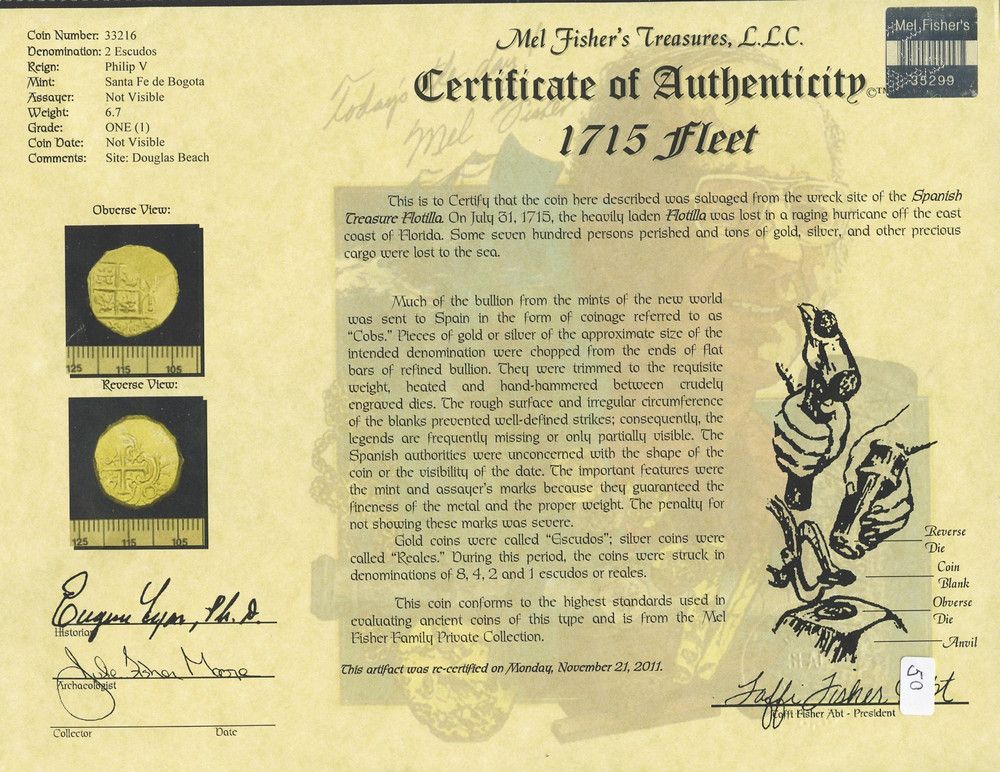 Coin Number: 33216
Denomination: 2 Escudos
Reign: Philip V
Mint: Santa Fe de Bogota
Assayer: Not Visible
Weight: 6.7
Grade: ONE (1)
Coin Date: Not Visible
Comments: Site: Douglas Beach
Obverse View:
125 115 105
Reverse View:
125 115 105
Eugene Lyon, Ph. D.
Historian
Archaeologist
Collector Date
Mel Fisher's Treasures, L.L.C.
Certificate of Authenticity ©™
1715 Fleet
Mel Fisher's
35299
Today's the day
Mel Fisher
This is to Certify that the coin here described was salvaged from the wreck site of the Spanish
Treasure Flotilla. On July 31, 1715, the heavily laden Flotilla was lost in a raging hurricane off the east
coast of Florida. Some seven hundred persons perished and tons of gold, silver, and other precious
cargo were lost to the sea.
Much of the bullion from the mints of the new world
was sent to Spain in the form of coinage referred to as
"Cobs." Pieces of gold or silver of the approximate size of the
intended denomination were chopped from the ends of flat
bars of refined bullion. They were trimmed to the requisite
weight, heated and hand-hammered between crudely
engraved dies. The rough surface and irregular circumference
of the blanks prevented well-defined strikes; consequently, the
legends are frequently missing or only partially visible. The
Spanish authorities were unconcerned with the shape of the
coin or the visibility of the date. The important features were
the mint and assayer's marks because they guaranteed the
fineness of the metal and the proper weight. The penalty for
not showing these marks was severe.
Gold coins were called "Escudos"; silver coins were
called "Reales." During this period, the coins were struck in
denominations of 8, 4, 2 and 1 escudos or reales.
This coin conforms to the highest standards used in
evaluating ancient coins of this type and is from the Mel
Fisher Family Private Collection.
This artifact was re-certified on Monday, November 21, 2011.
Reverse
Die
Coin
Blank
Obverse
Die
Anvil
50
Taffi Fisher Abt - President